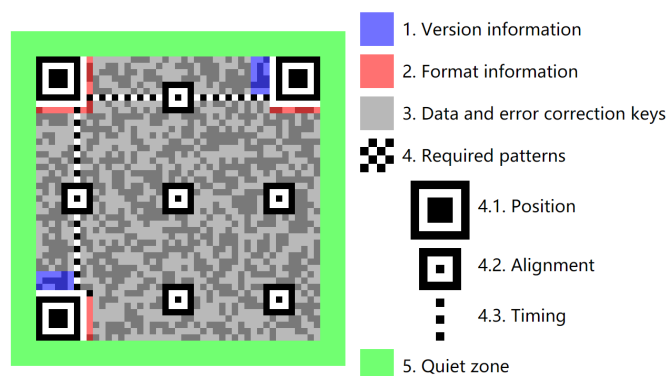 1. Version information
2. Format information
3. Data and error correction keys
4. Required patterns
4.1. Position
4.2. Alignment
4.3. Timing
5. Quiet zone